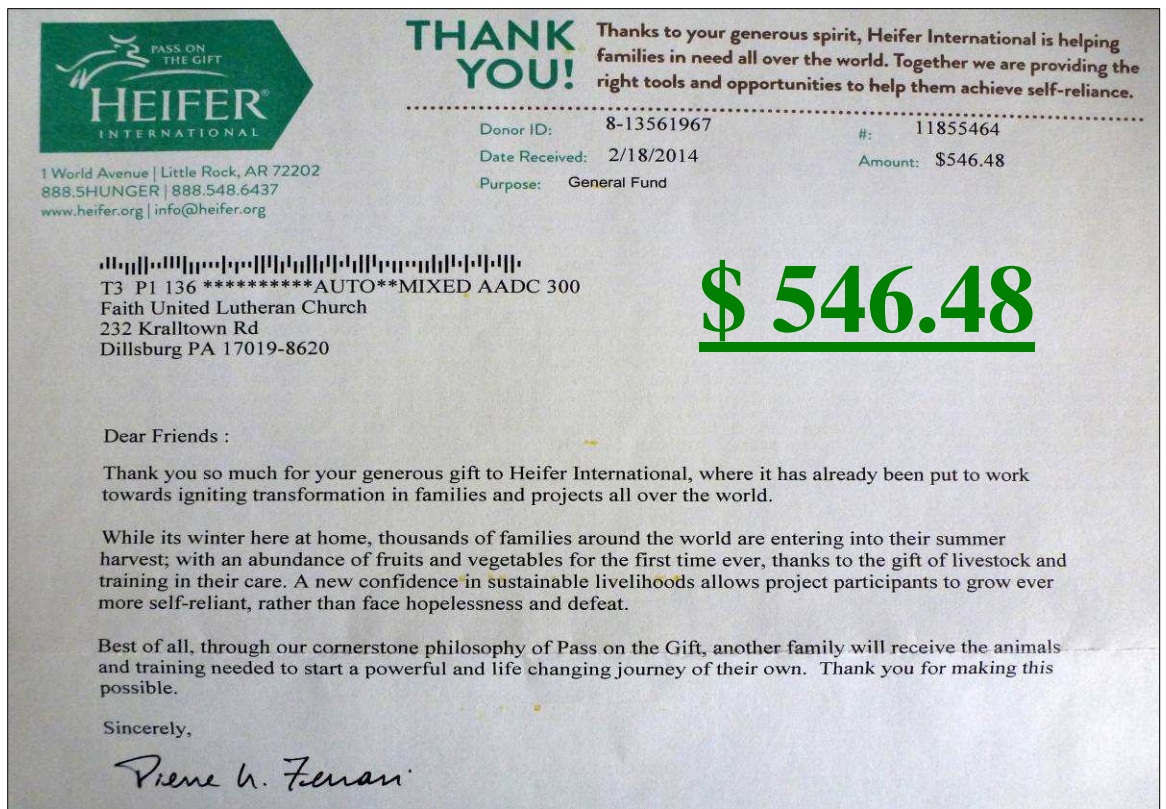 PASS ON
THE GIFT
HEIFER®
INTERNATIONAL
1 World Avenue | Little Rock, AR 72202
888.5HUNGER | 888.548.6437
www.heifer.org | info@heifer.org
THANK
YOU!
Thanks to your generous spirit, Heifer International is helping
families in need all over the world. Together we are providing the
right tools and opportunities to help them achieve self-reliance.
Donor ID: 8-13561967 #: 11855464
Date Received: 2/18/2014 Amount: $546.48
Purpose: General Fund
T3 P1 136 **********AUTO**MIXED AADC 300
Faith United Lutheran Church
232 Kralltown Rd
Dillsburg PA 17019-8620
$ 546.48
Dear Friends :
Thank you so much for your generous gift to Heifer International, where it has already been put to work
towards igniting transformation in families and projects all over the world.
While its winter here at home, thousands of families around the world are entering into their summer
harvest; with an abundance of fruits and vegetables for the first time ever, thanks to the gift of livestock and
training in their care. A new confidence in sustainable livelihoods allows project participants to grow ever
more self-reliant, rather than face hopelessness and defeat.
Best of all, through our cornerstone philosophy of Pass on the Gift, another family will receive the animals
and training needed to start a powerful and life changing journey of their own. Thank you for making this
possible.
Sincerely,
Pierre U. Ferrari